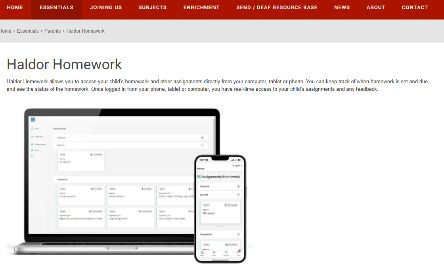 HOME ESSENTIALS JOINING US SUBJECTS ENRICHMENT SEND / DEAF RESOURCE BASE NEWS ABOUT CONTACT
Home > Essentials > Parents > Haldor Homework
Haldor Homework
Haldor Homework allows you to access your child's homework and other assignments directly from your computer, tablet or phone. You can keep track of when homework is set and due,
and see the status of the homework. Once logged in from your phone, tablet or computer, you have real-time access to your child's assignments and any feedback.
Assignments/Homework